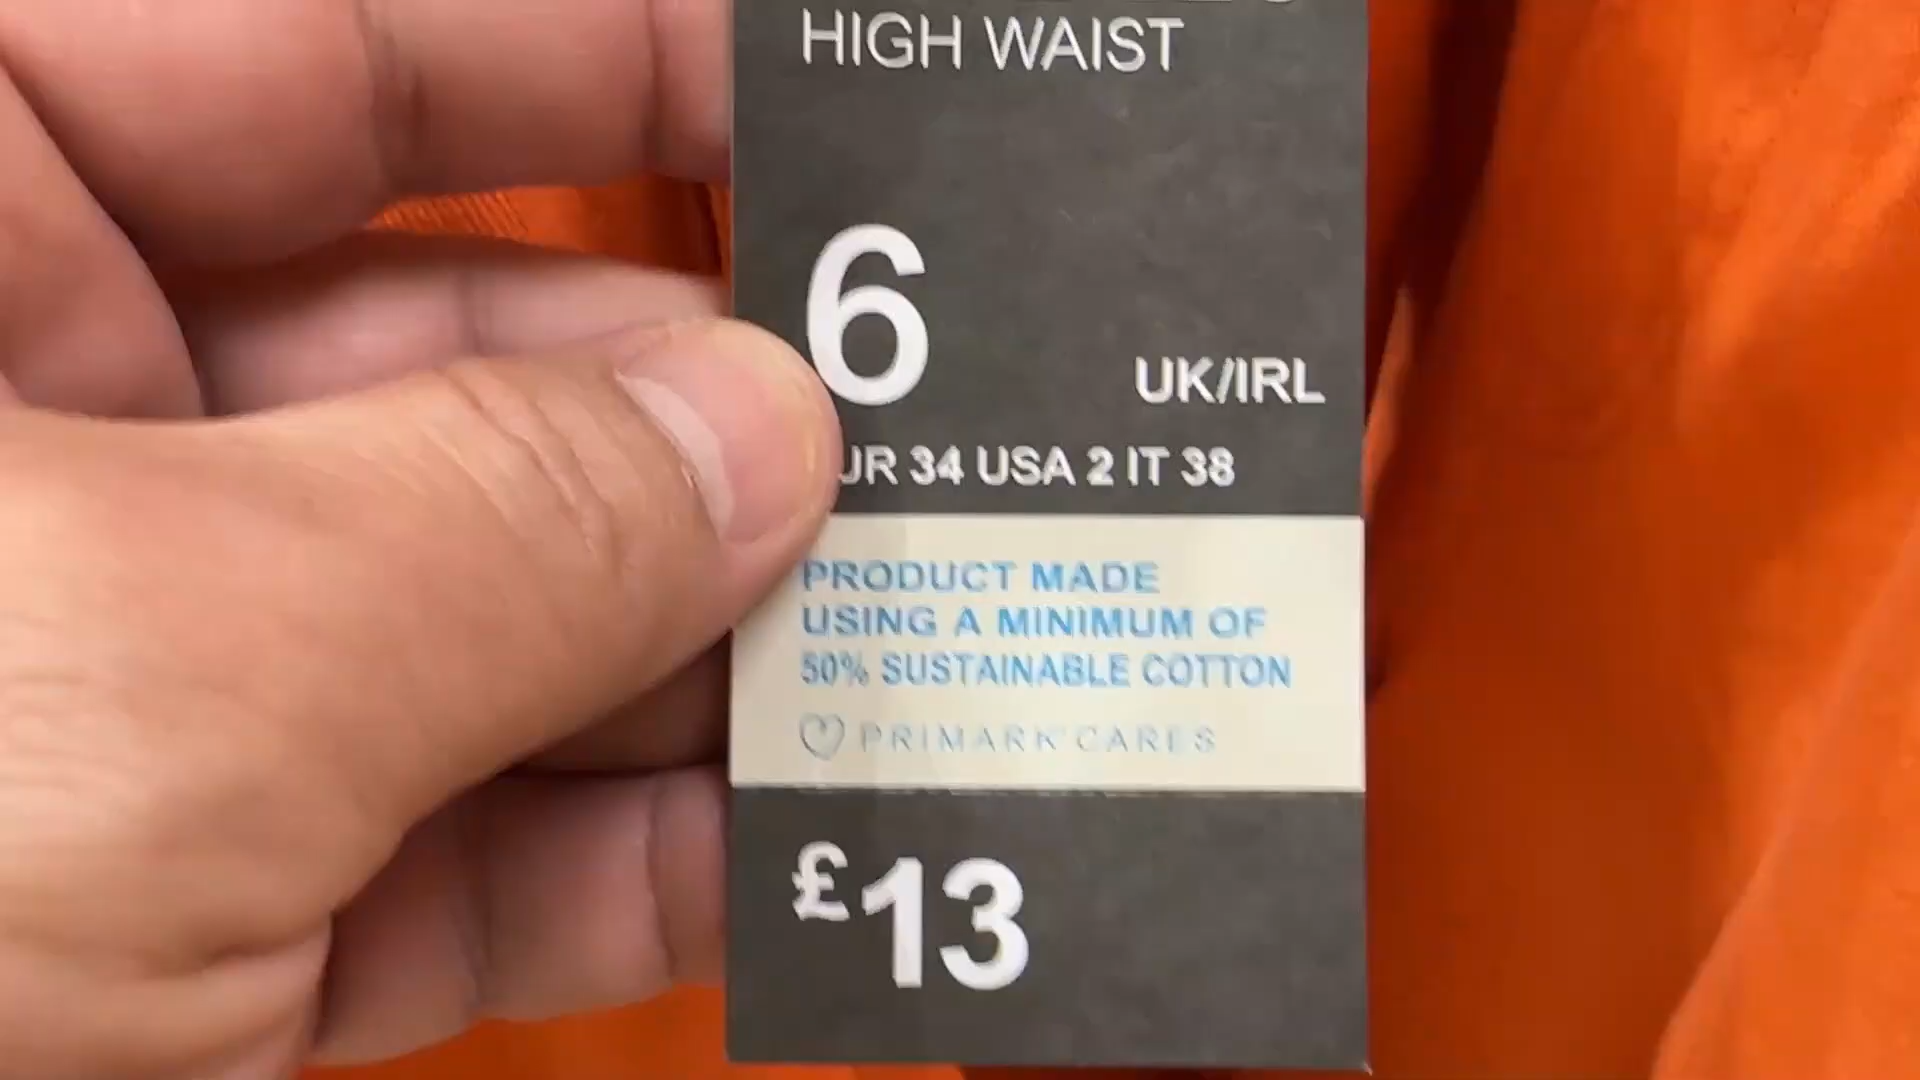 HIGH WAIST
6 UK/IRL
UR 34 USA 2 IT 38
PRODUCT MADE
USING A MINIMUM OF
50% SUSTAINABLE COTTON
PRIMARK CARES
£13